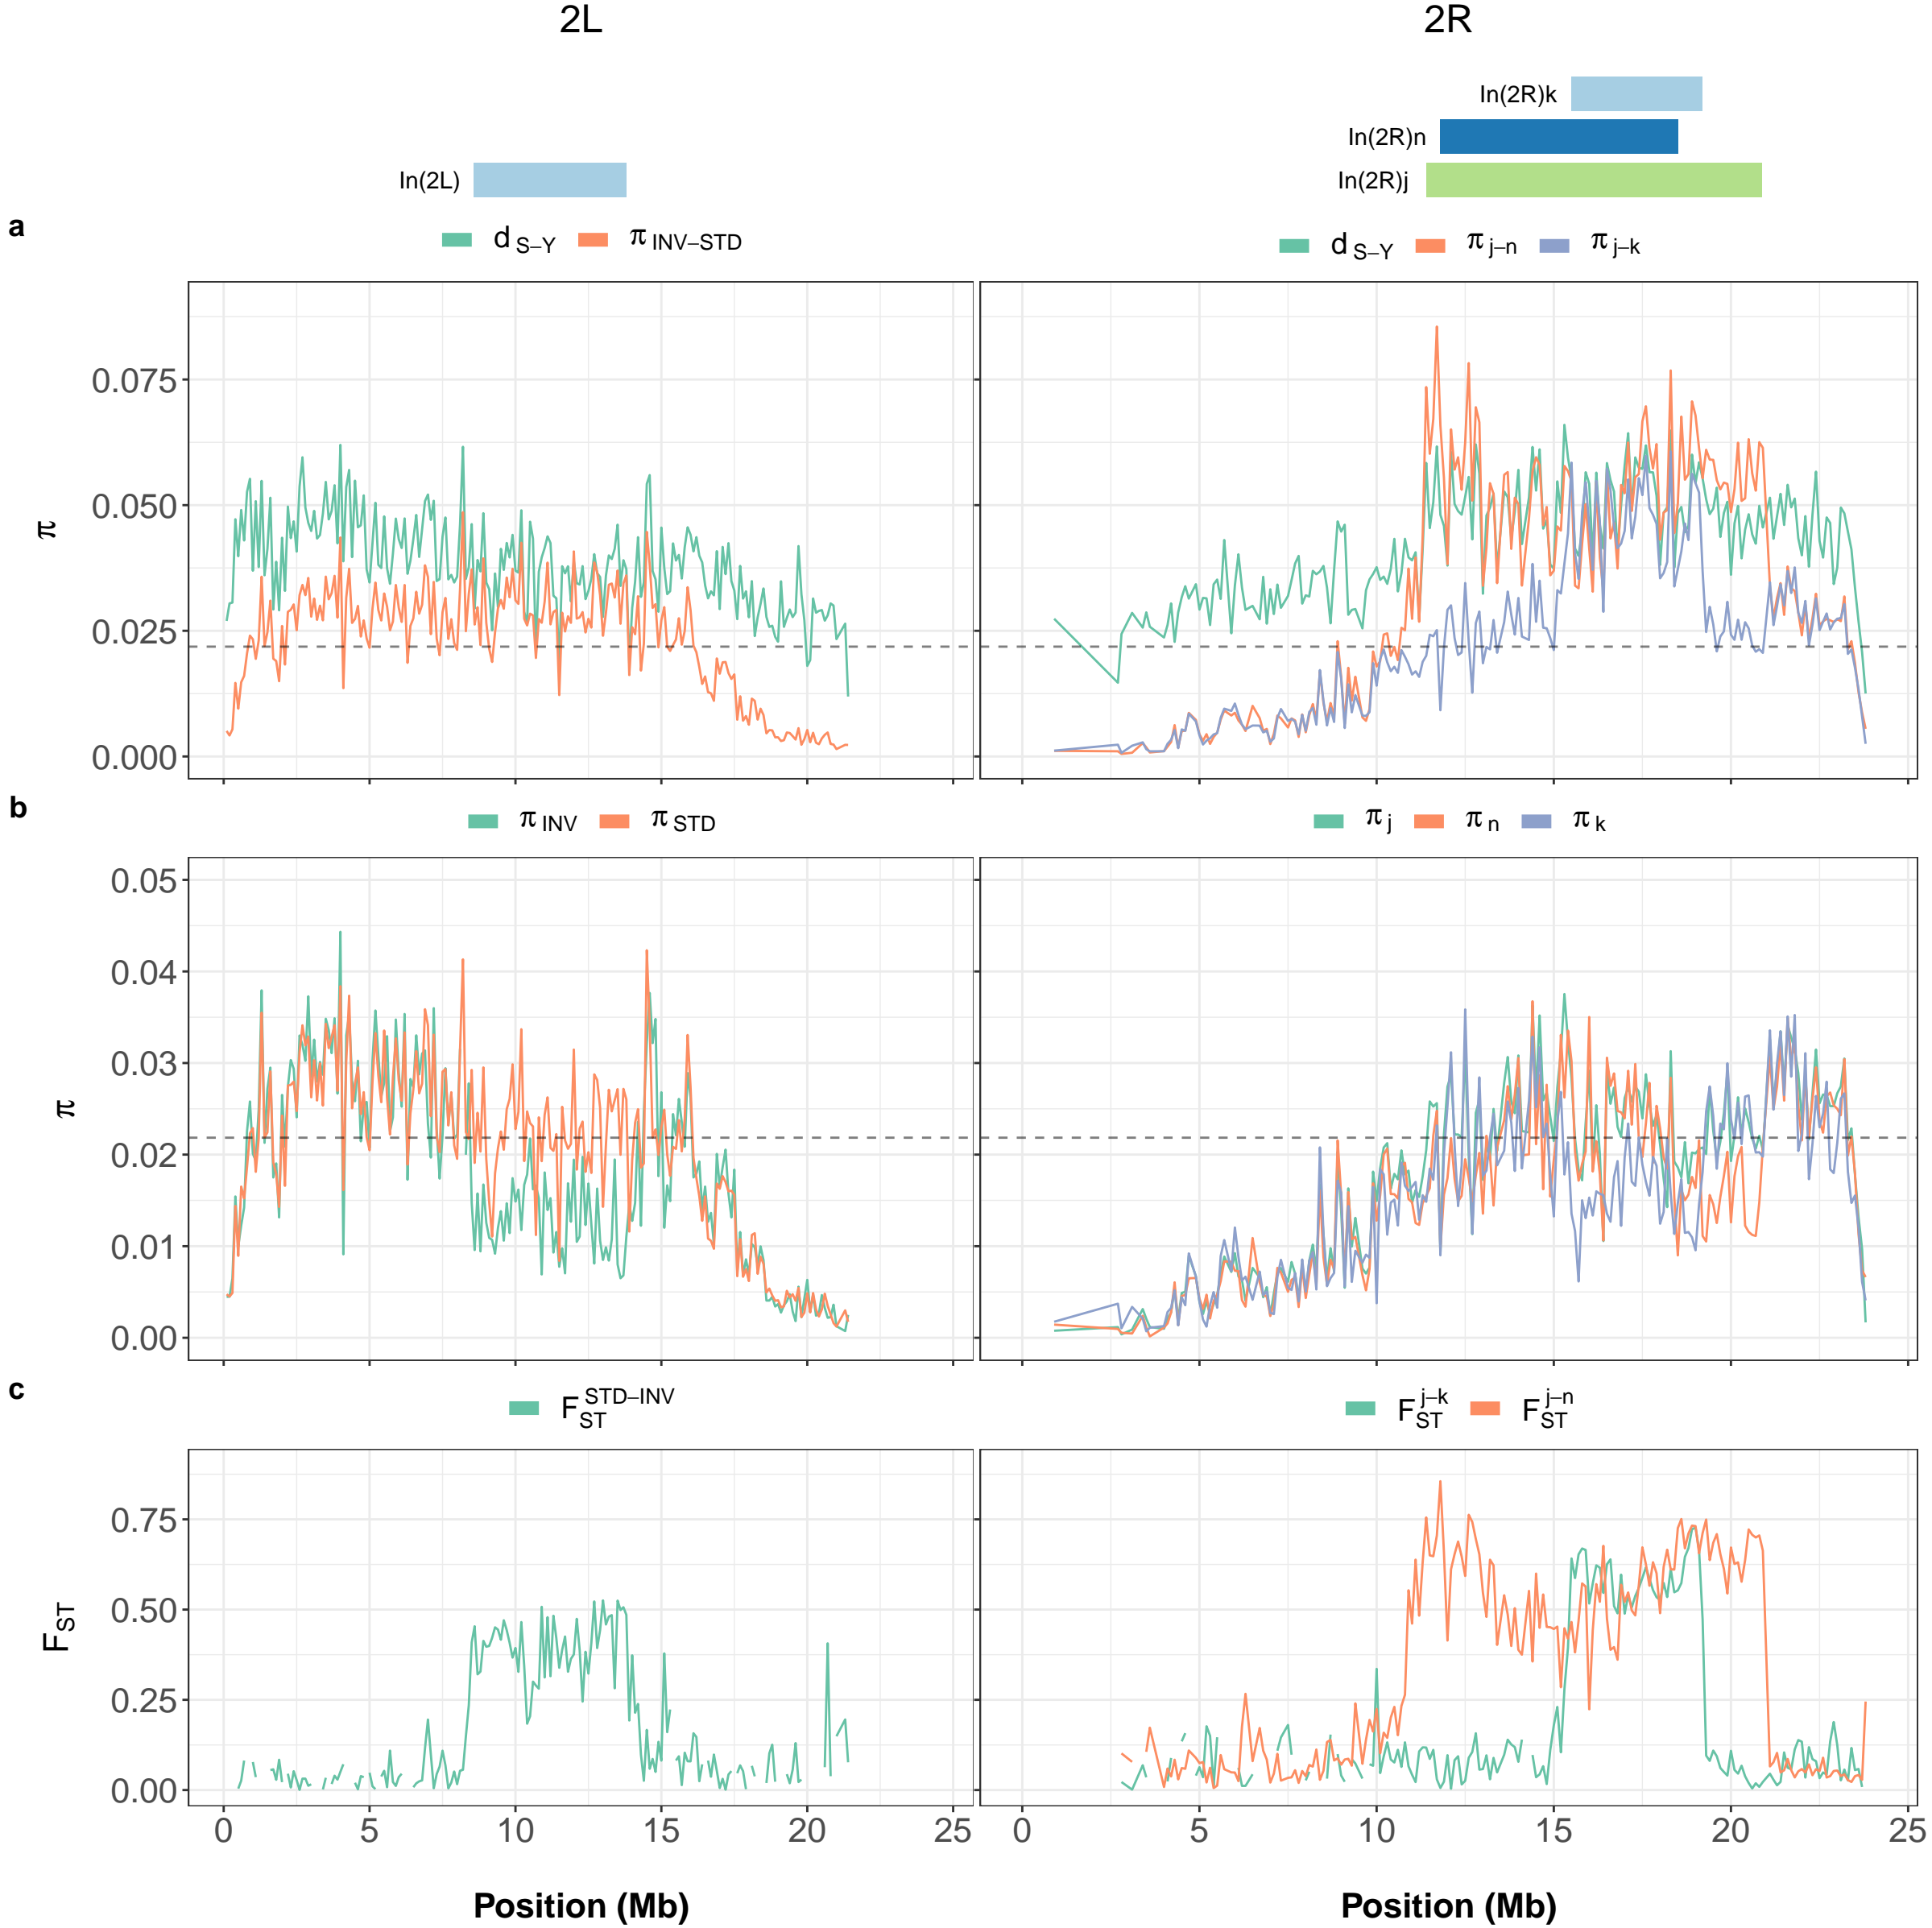 2L 2R
In(2R)k
In(2R)n
In(2L) In(2R)j
a
d S–Y π INV–STD d S–Y π j–n π j–k
0.075
0.050
0.025
0.000
π
b
π INV π STD π j π n π k
0.05
0.04
0.03
0.02
0.01
0.00
π
c
F ST STD–INV F ST j–k F ST j–n
0.75
0.50
0.25
0.00
F ST
0 5 10 15 20 25 0 5 10 15 20 25
Position (Mb) Position (Mb)